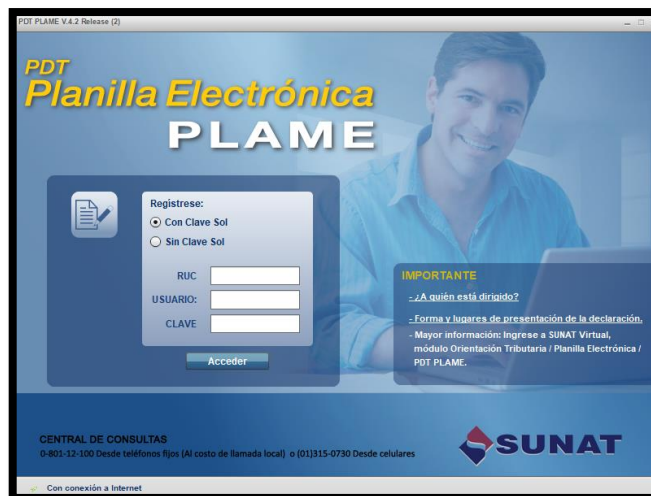 PDT PLAME V.4.2 Release (2)
PDT
Planilla Electrónica
PLAME
Registrese:
Con Clave Sol
Sin Clave Sol
RUC
USUARIO:
CLAVE
Acceder
IMPORTANTE
- ¿A quién está dirigido?
- Forma y lugares de presentación de la declaración.
- Mayor información: Ingrese a SUNAT Virtual,
módulo Orientación Tributaria / Planilla Electrónica /
PDT PLAME.
CENTRAL DE CONSULTAS
0-801-12-100 Desde teléfonos fijos (Al costo de llamada local) o (01)315-0730 Desde celulares
SUNAT
Con conexión a Internet